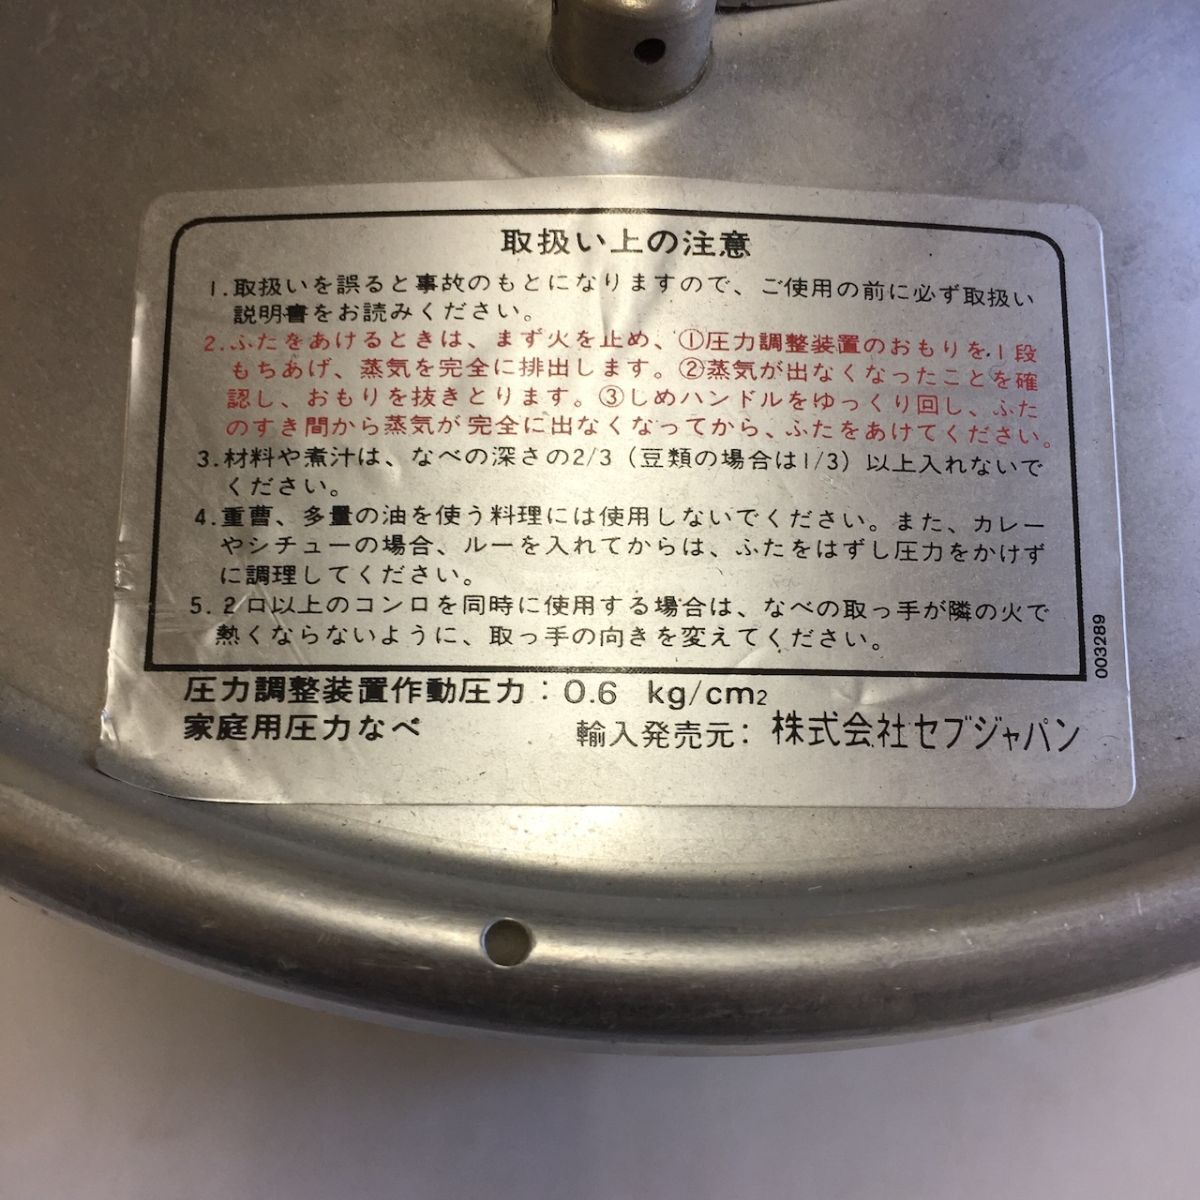 取扱い上の注意
1.取扱いを誤ると事故のもとになりますので、ご使用の前に必ず取扱い
説明書をお読みください。
2.ふたをあけるときは、まず火を止め、①圧力調整装置のおもりを1段
もちあげ、蒸気を完全に排出します。②蒸気が出なくなったことを確
認し、おもりを抜きとります。③じめハンドルをゆっくり回し、ふた
のすき間から蒸気が完全に出なくなってから、ふたをあけてください。
3.材料や煮汁は、なべの深さの2/3(豆類の場合は1/3)以上入れないで
ください。
4.重曹、多量の油を使う料理には使用しないでください。また、カレー
やシチューの場合、ルーを入れてからは、ふたをはずし圧力をかけず
に調理してください。
5.2ロ以上のコンロを同時に使用する場合は、なべの取っ手が隣の火で
熱くならないように、取っ手の向きを変えてください。
003289
圧力調整装置作動圧力:0.6 kg/cm2
家庭用圧力なべ 輸入発売元:株式会社セブジャパン